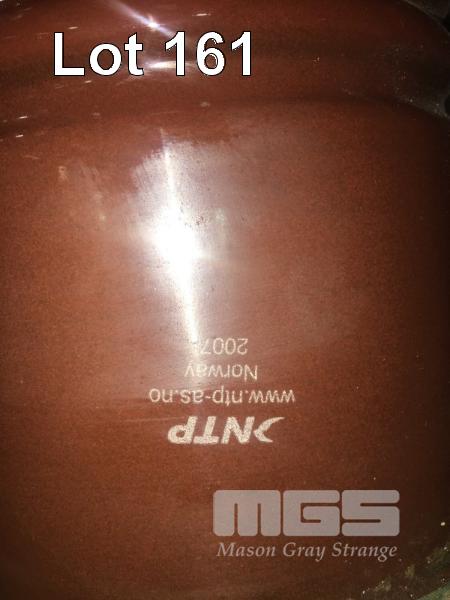 Lot 161
NTP
www.ntp-as.no
Norway
2007
MGS
Mason Gray Strange